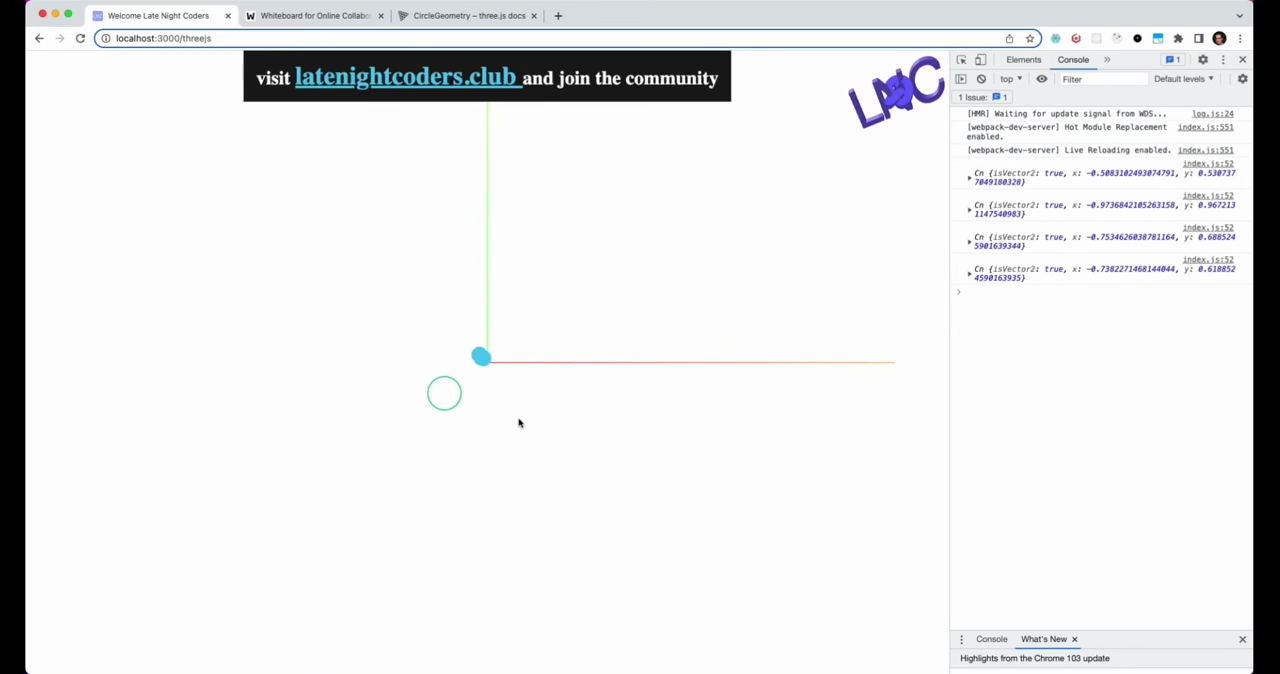 Welcome Late Night Coders
Whiteboard for Online Collabo
CircleGeometry – three.js docs
localhost:3000/threejs
visit latenightcoders.club and join the community
LNC
Elements
Console
1
top
Filter
Default levels
1 Issue: 1
[HMR] Waiting for update signal from WDS... log.js:24
[webpack-dev-server] Hot Module Replacement index.js:551
enabled.
[webpack-dev-server] Live Reloading enabled. index.js:551
index.js:52
Cn {isVector2: true, x: -0.5083102493074791, y: 0.530737
7049180328}
index.js:52
Cn {isVector2: true, x: -0.9736842105263158, y: 0.967213
1147540983}
index.js:52
Cn {isVector2: true, x: -0.7534626038781164, y: 0.688524
5901639344}
index.js:52
Cn {isVector2: true, x: -0.7382271468144044, y: 0.618852
4590163935}
Console
What's New
Highlights from the Chrome 103 update